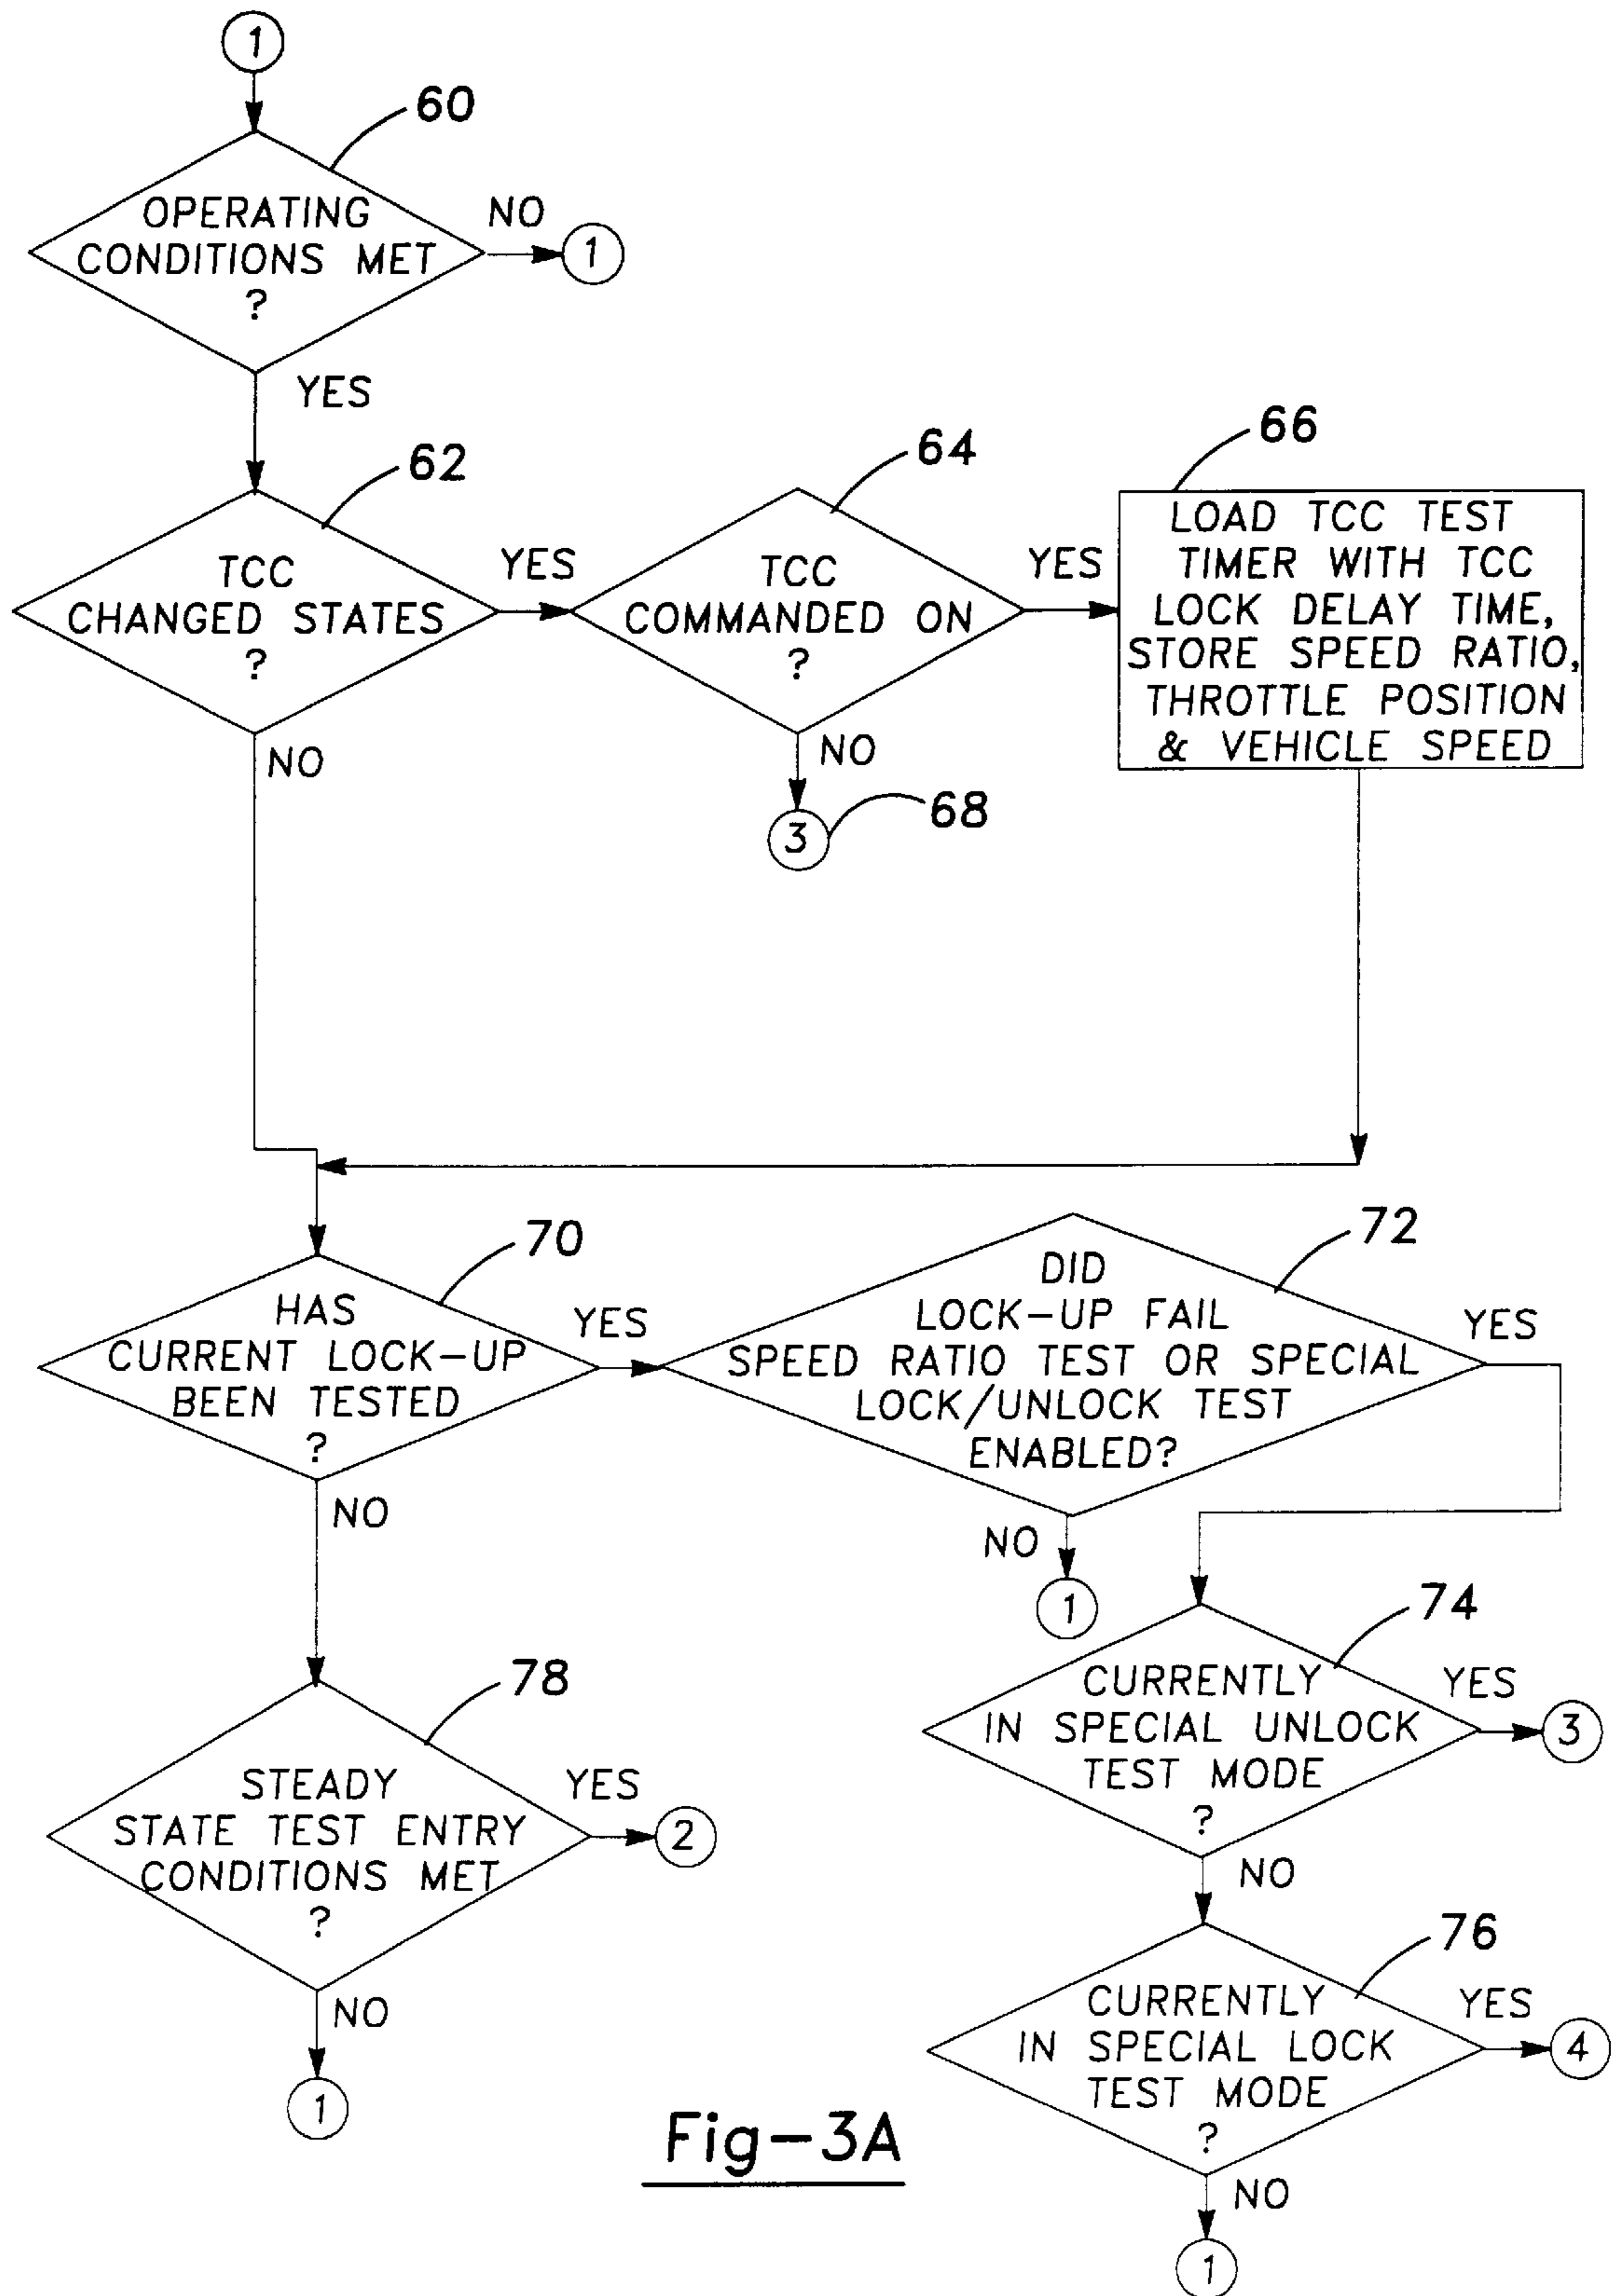 1
60
OPERATING
CONDITIONS MET
?
NO
1
YES
62
TCC
CHANGED STATES
?
YES
NO
64
TCC
COMMANDED ON
?
YES
NO
3
68
66
LOAD TCC TEST
TIMER WITH TCC
LOCK DELAY TIME,
STORE SPEED RATIO,
THROTTLE POSITION
& VEHICLE SPEED
70
HAS
CURRENT LOCK-UP
BEEN TESTED
?
YES
NO
72
DID
LOCK-UP FAIL
SPEED RATIO TEST OR SPECIAL
LOCK/UNLOCK TEST
ENABLED?
YES
NO
1
74
CURRENTLY
IN SPECIAL UNLOCK
TEST MODE
?
YES
3
NO
78
STEADY
STATE TEST ENTRY
CONDITIONS MET
?
YES
2
NO
1
76
CURRENTLY
IN SPECIAL LOCK
TEST MODE
?
YES
4
NO
1
Fig-3A